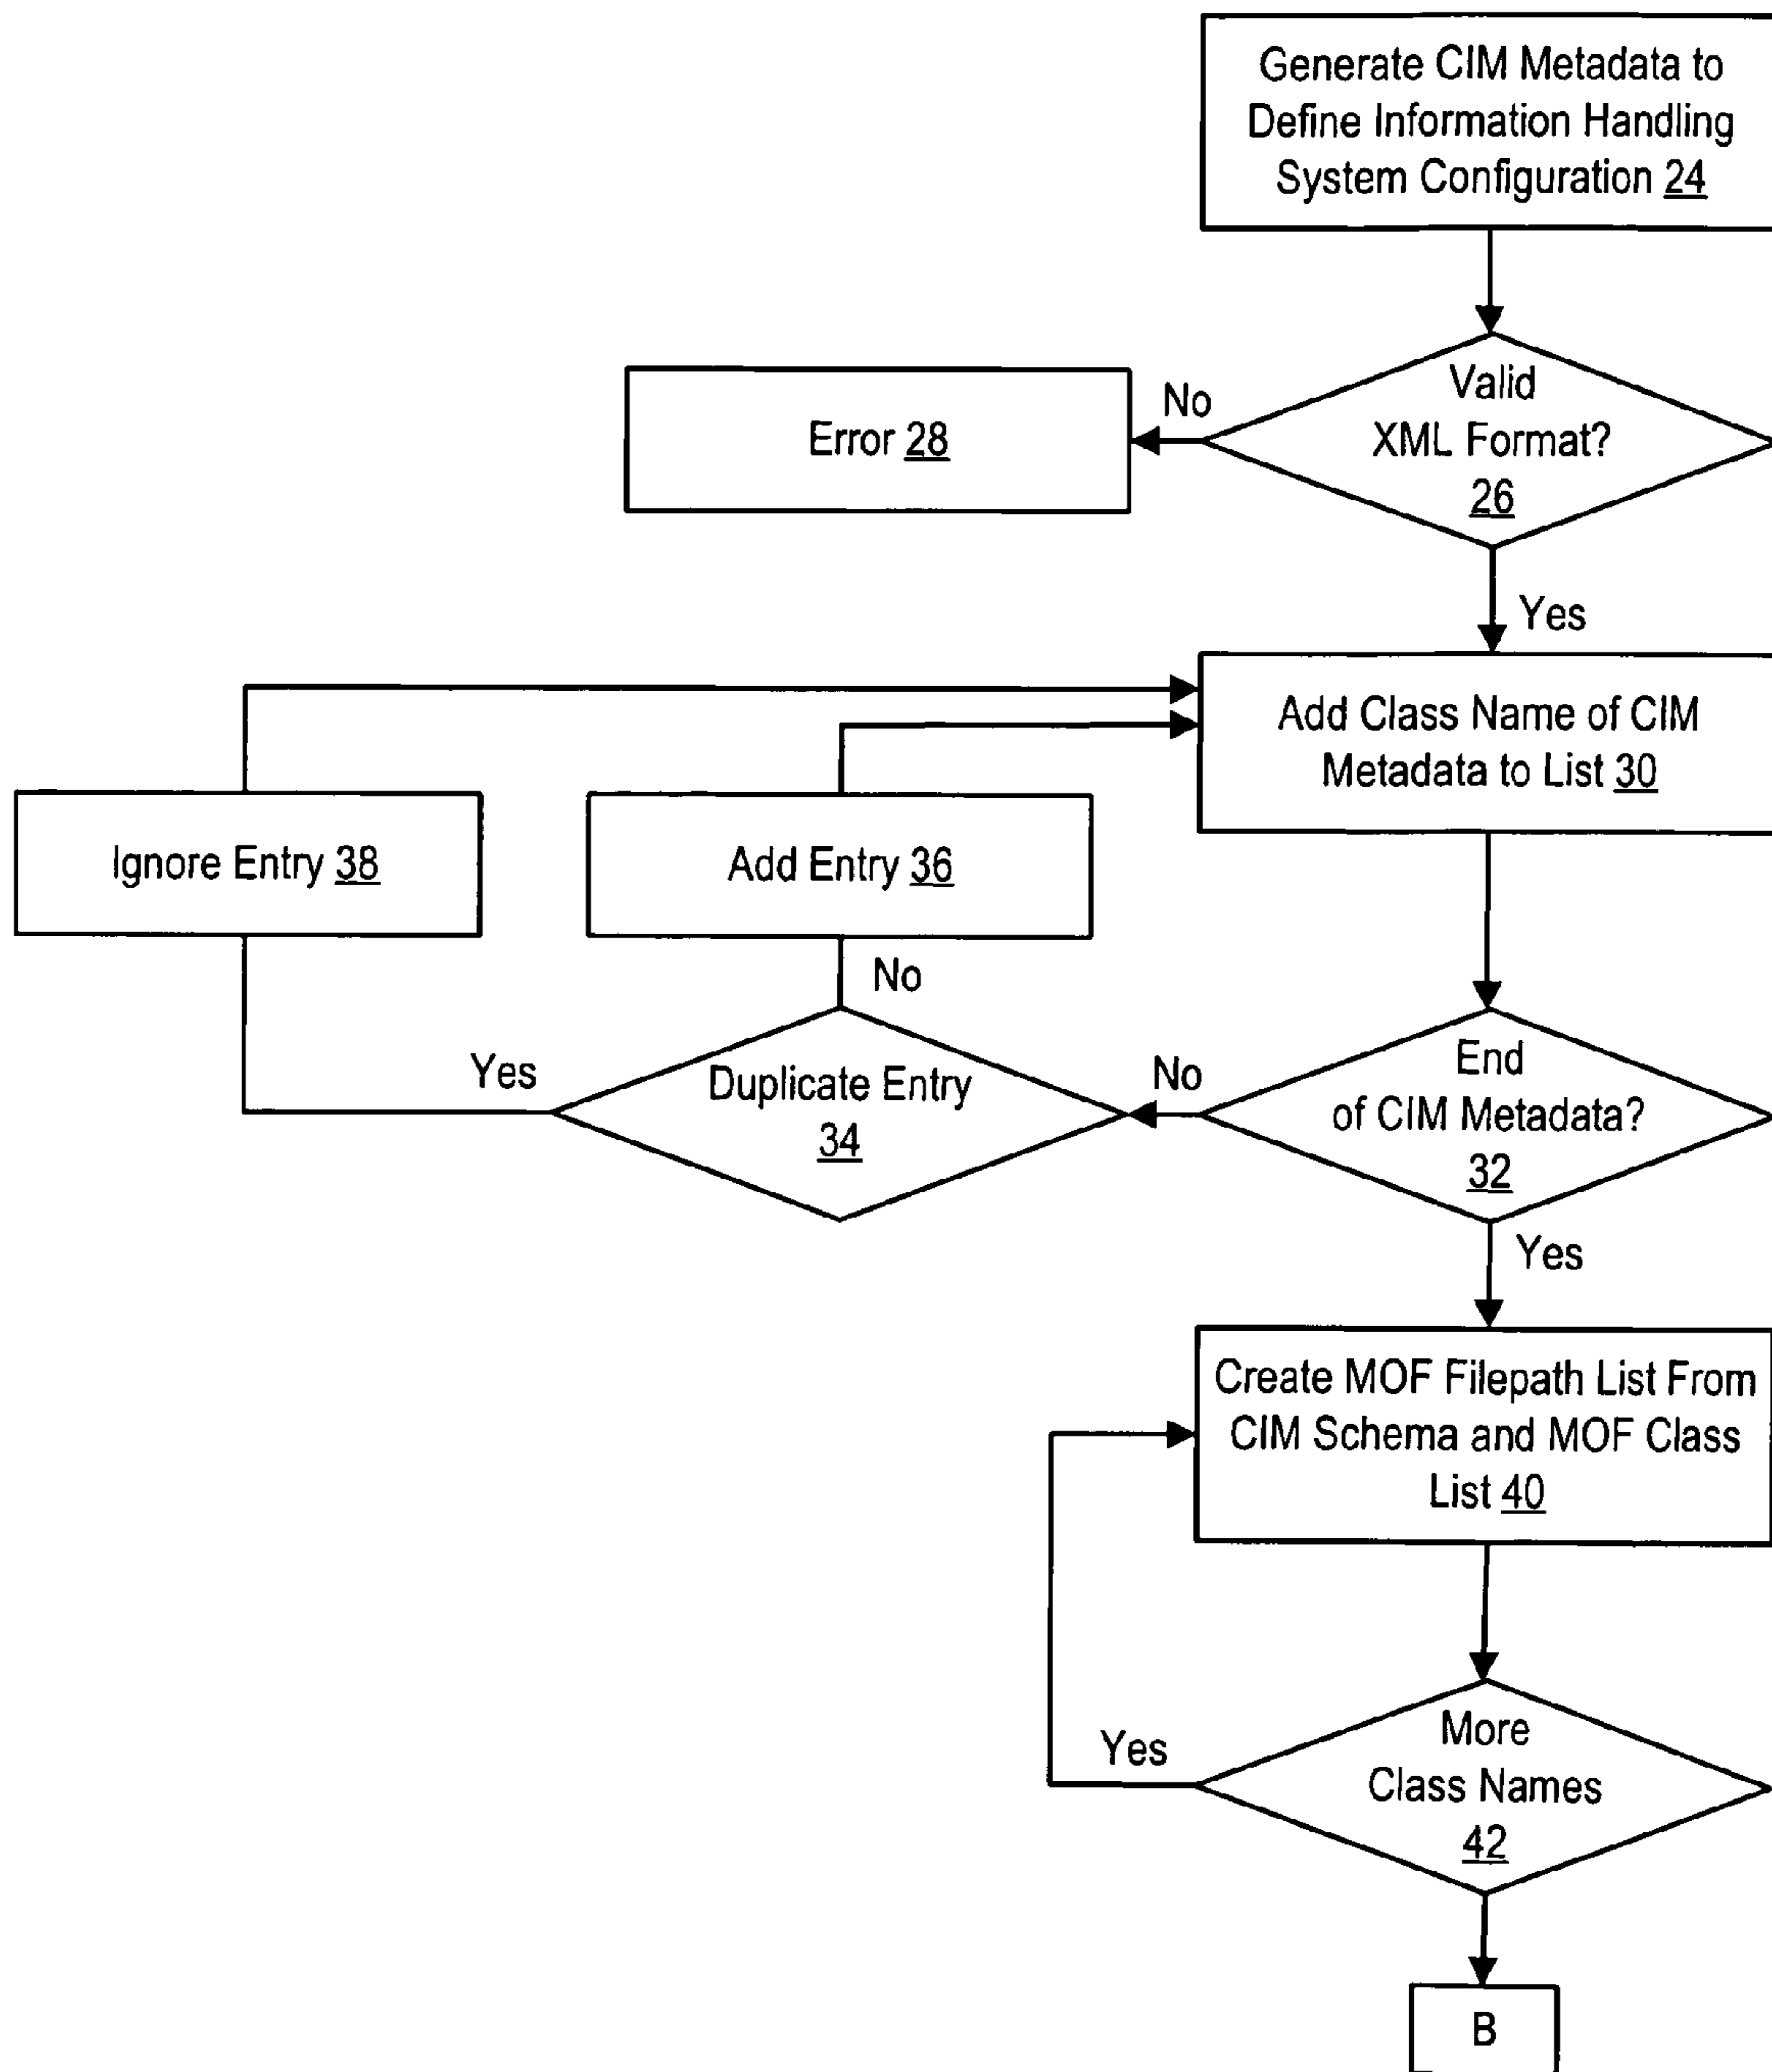 Generate CIM Metadata to
Define Information Handling
System Configuration 24
Valid
XML Format?
26
No
Error 28
Yes
Add Class Name of CIM
Metadata to List 30
Ignore Entry 38
Add Entry 36
No
Yes
Duplicate Entry
34
No
End
of CIM Metadata?
32
Yes
Create MOF Filepath List From
CIM Schema and MOF Class
List 40
Yes
More
Class Names
42
B